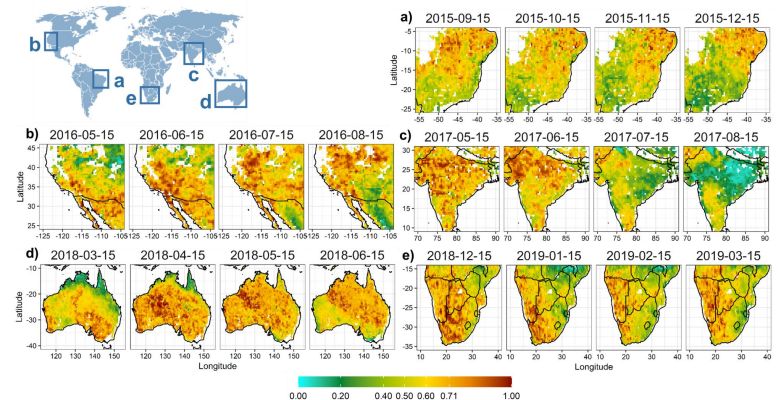 a) 2015-09-15 2015-10-15 2015-11-15 2015-12-15
b
a
c
d
e
Latitude
-5
-10
-15
-20
-25
-55 -50 -45 -40 -35 -55 -50 -45 -40 -35 -55 -50 -45 -40 -35 -55 -50 -45 -40 -35
b) 2016-05-15 2016-06-15 2016-07-15 2016-08-15
Latitude
45
40
35
30
25
-125 -120 -115 -110 -105 -125 -120 -115 -110 -105 -125 -120 -115 -110 -105 -125 -120 -115 -110 -105
c) 2017-05-15 2017-06-15 2017-07-15 2017-08-15
30
25
20
15
10
70 75 80 85 90 70 75 80 85 90 70 75 80 85 90 70 75 80 85 90
d) 2018-03-15 2018-04-15 2018-05-15 2018-06-15
Latitude
-10
-20
-30
-40
120 130 140 150 120 130 140 150 120 130 140 150 120 130 140 150
Longitude
e) 2018-12-15 2019-01-15 2019-02-15 2019-03-15
-15
-20
-25
-30
-35
10 20 30 40 10 20 30 40 10 20 30 40 10 20 30 40
Longitude
0.00 0.20 0.40 0.50 0.60 0.71 1.00